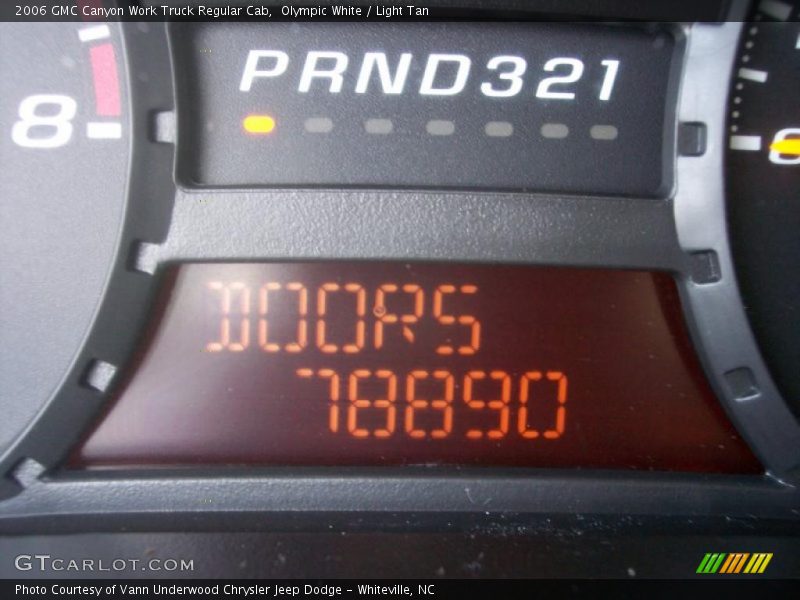 2006 GMC Canyon Work Truck Regular Cab, Olympic White / Light Tan
PRND321
8
DOORS
78890
GTCARLOT.COM
Photo Courtesy of Vann Underwood Chrysler Jeep Dodge – Whiteville, NC